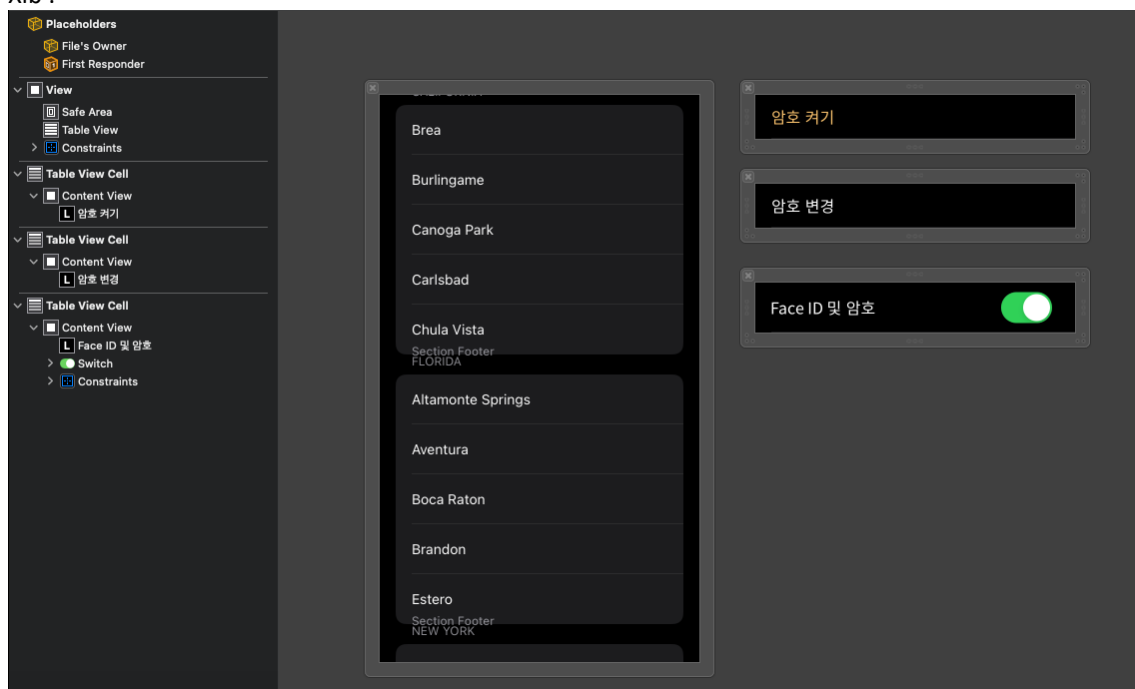 Xib :
Placeholders
File's Owner
First Responder
View
Safe Area
Table View
Constraints
Table View Cell
Content View
L 암호 켜기
Table View Cell
Content View
L 암호 변경
Table View Cell
Content View
L Face ID 및 암호
Switch
Constraints
CALIFORNIA
Brea
Burlingame
Canoga Park
Carlsbad
Chula Vista
Section Footer
FLORIDA
Altamonte Springs
Aventura
Boca Raton
Brandon
Estero
Section Footer
NEW YORK
암호 켜기
암호 변경
Face ID 및 암호